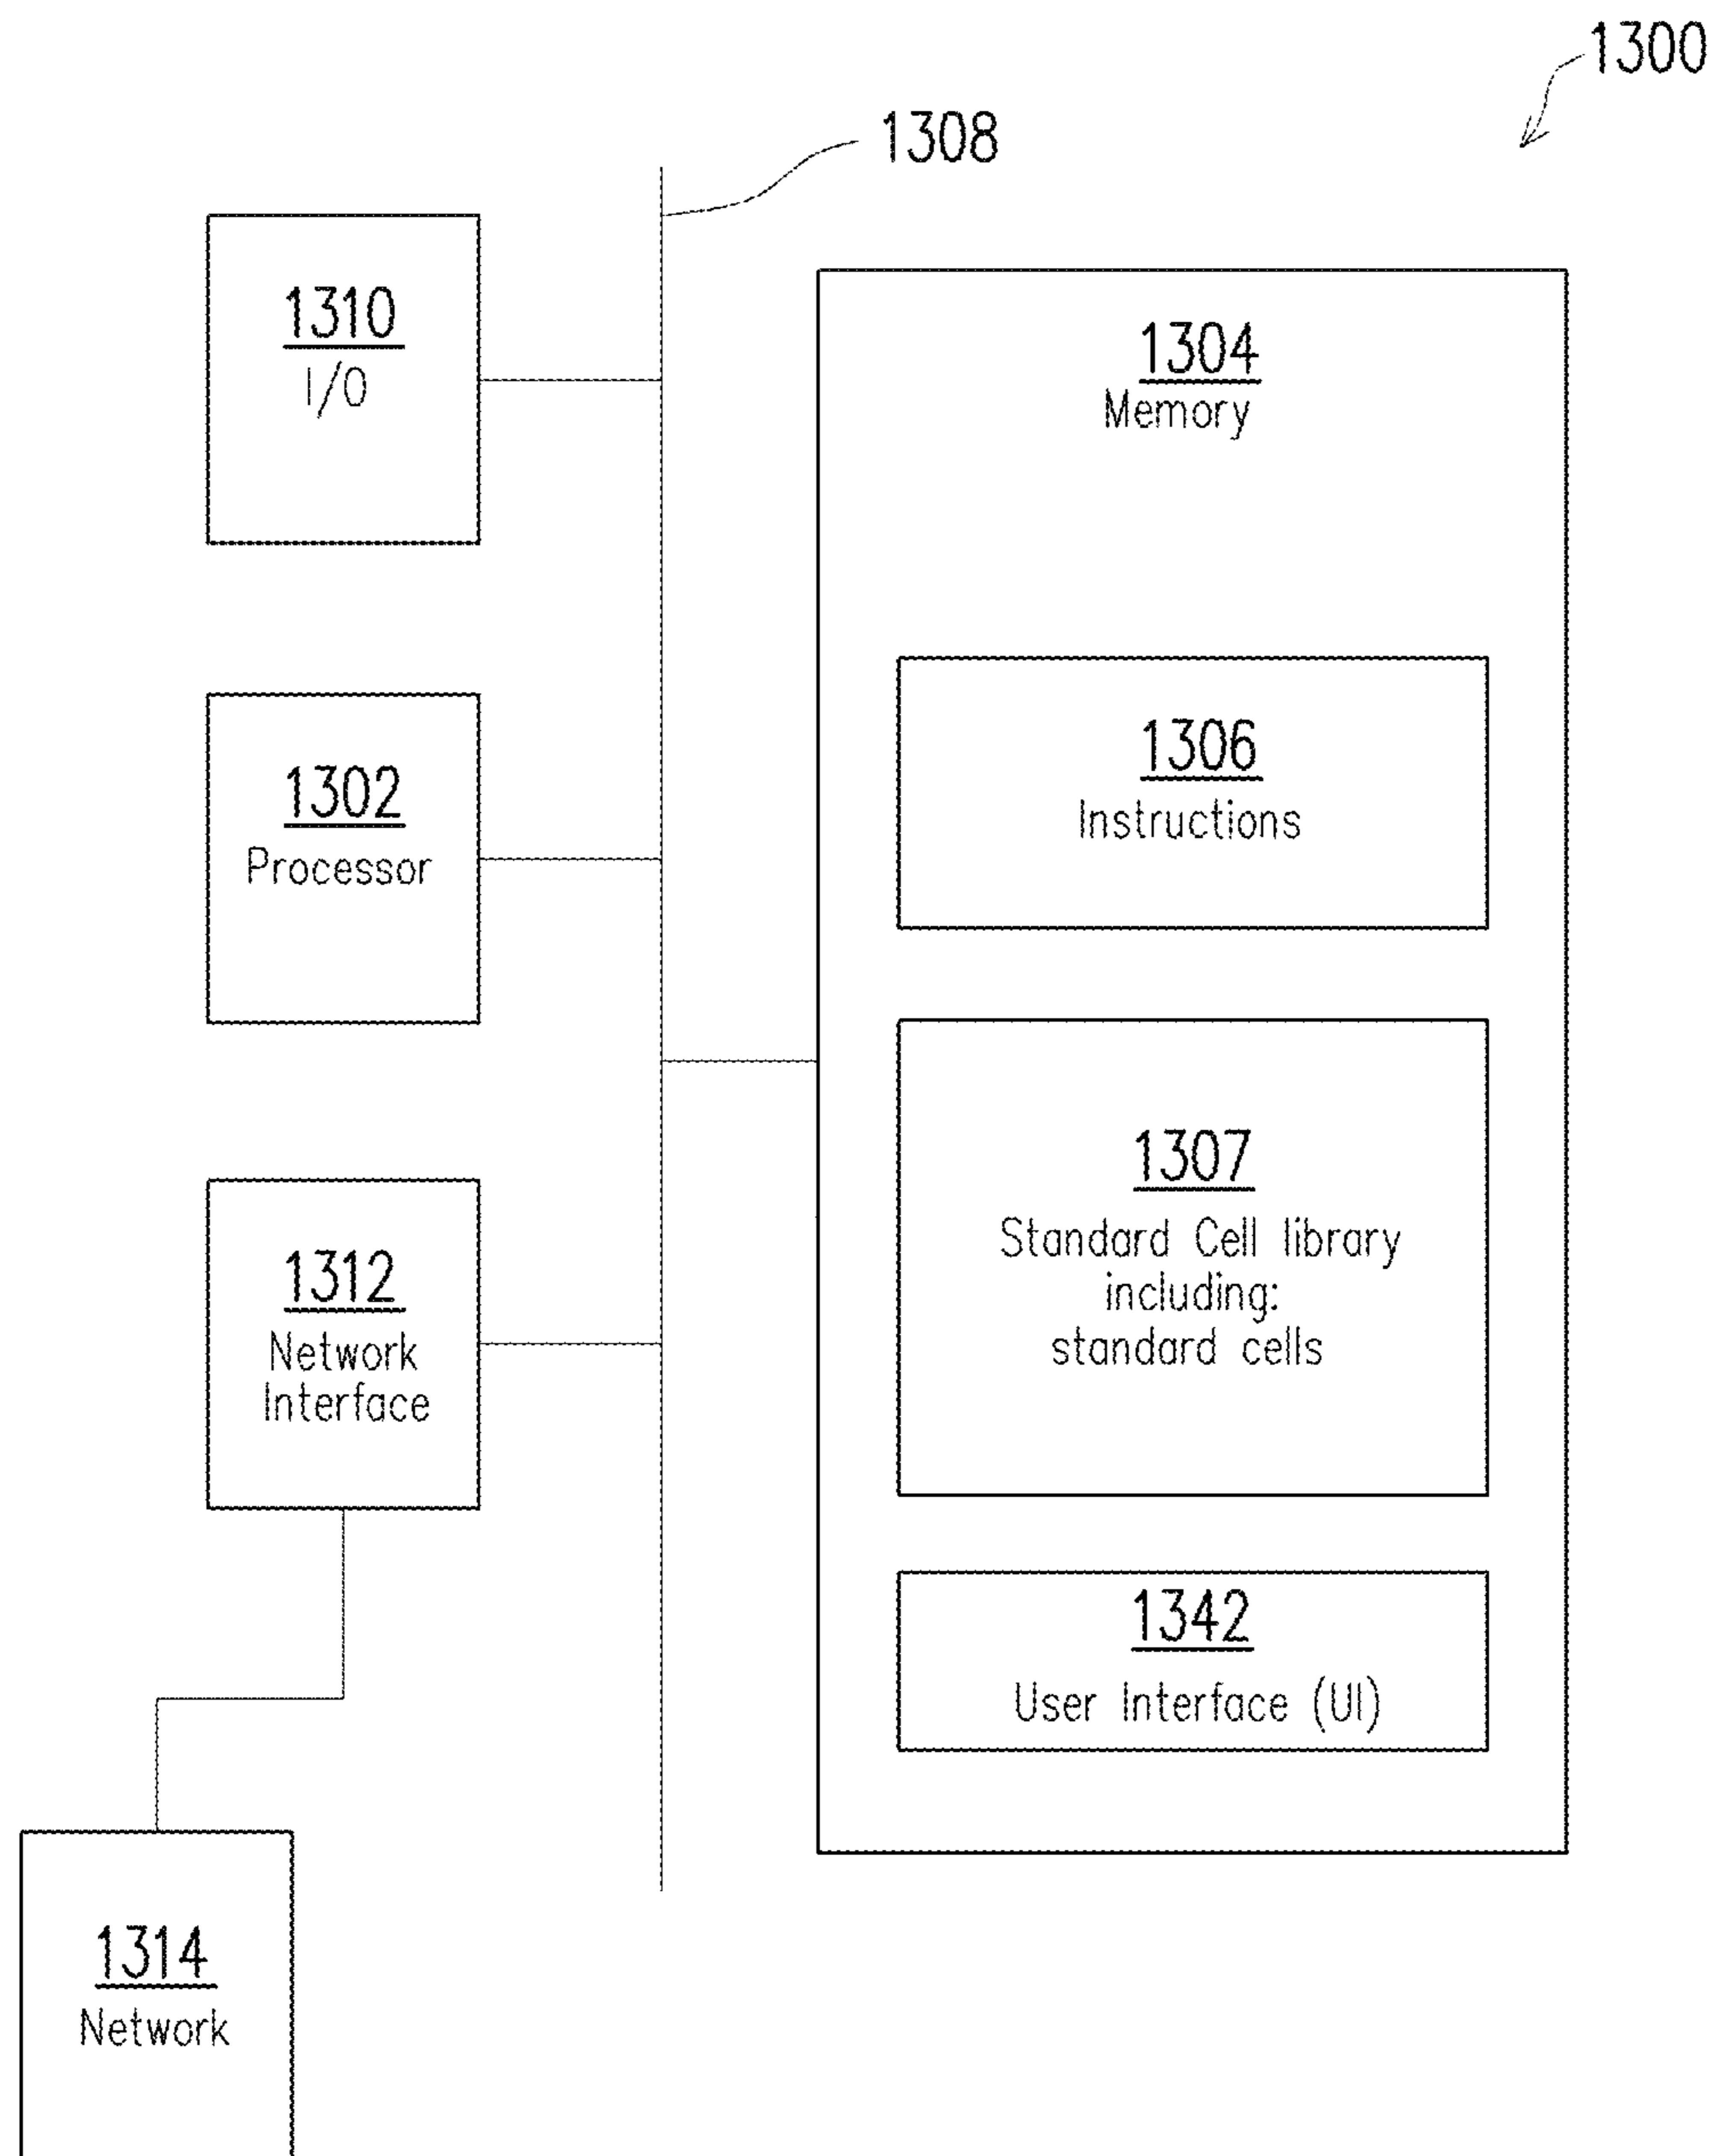 1300
1308
1310
I/O
1304
Memory
1306
Instructions
1302
Processor
1307
Standard Cell library
including:
standard cells
1312
Network
Interface
1342
User Interface (UI)
1314
Network